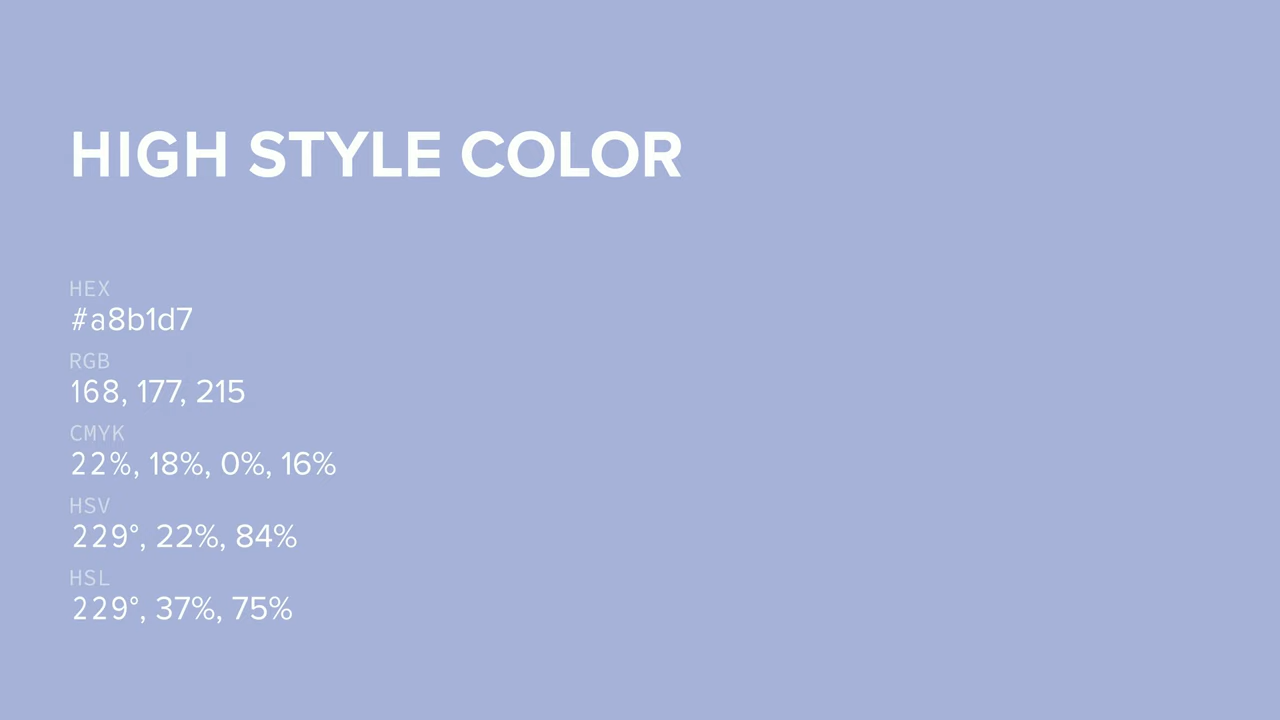 HIGH STYLE COLOR
HEX
#a8b1d7
RGB
168, 177, 215
CMYK
22%, 18%, 0%, 16%
HSV
229°, 22%, 84%
HSL
229°, 37%, 75%